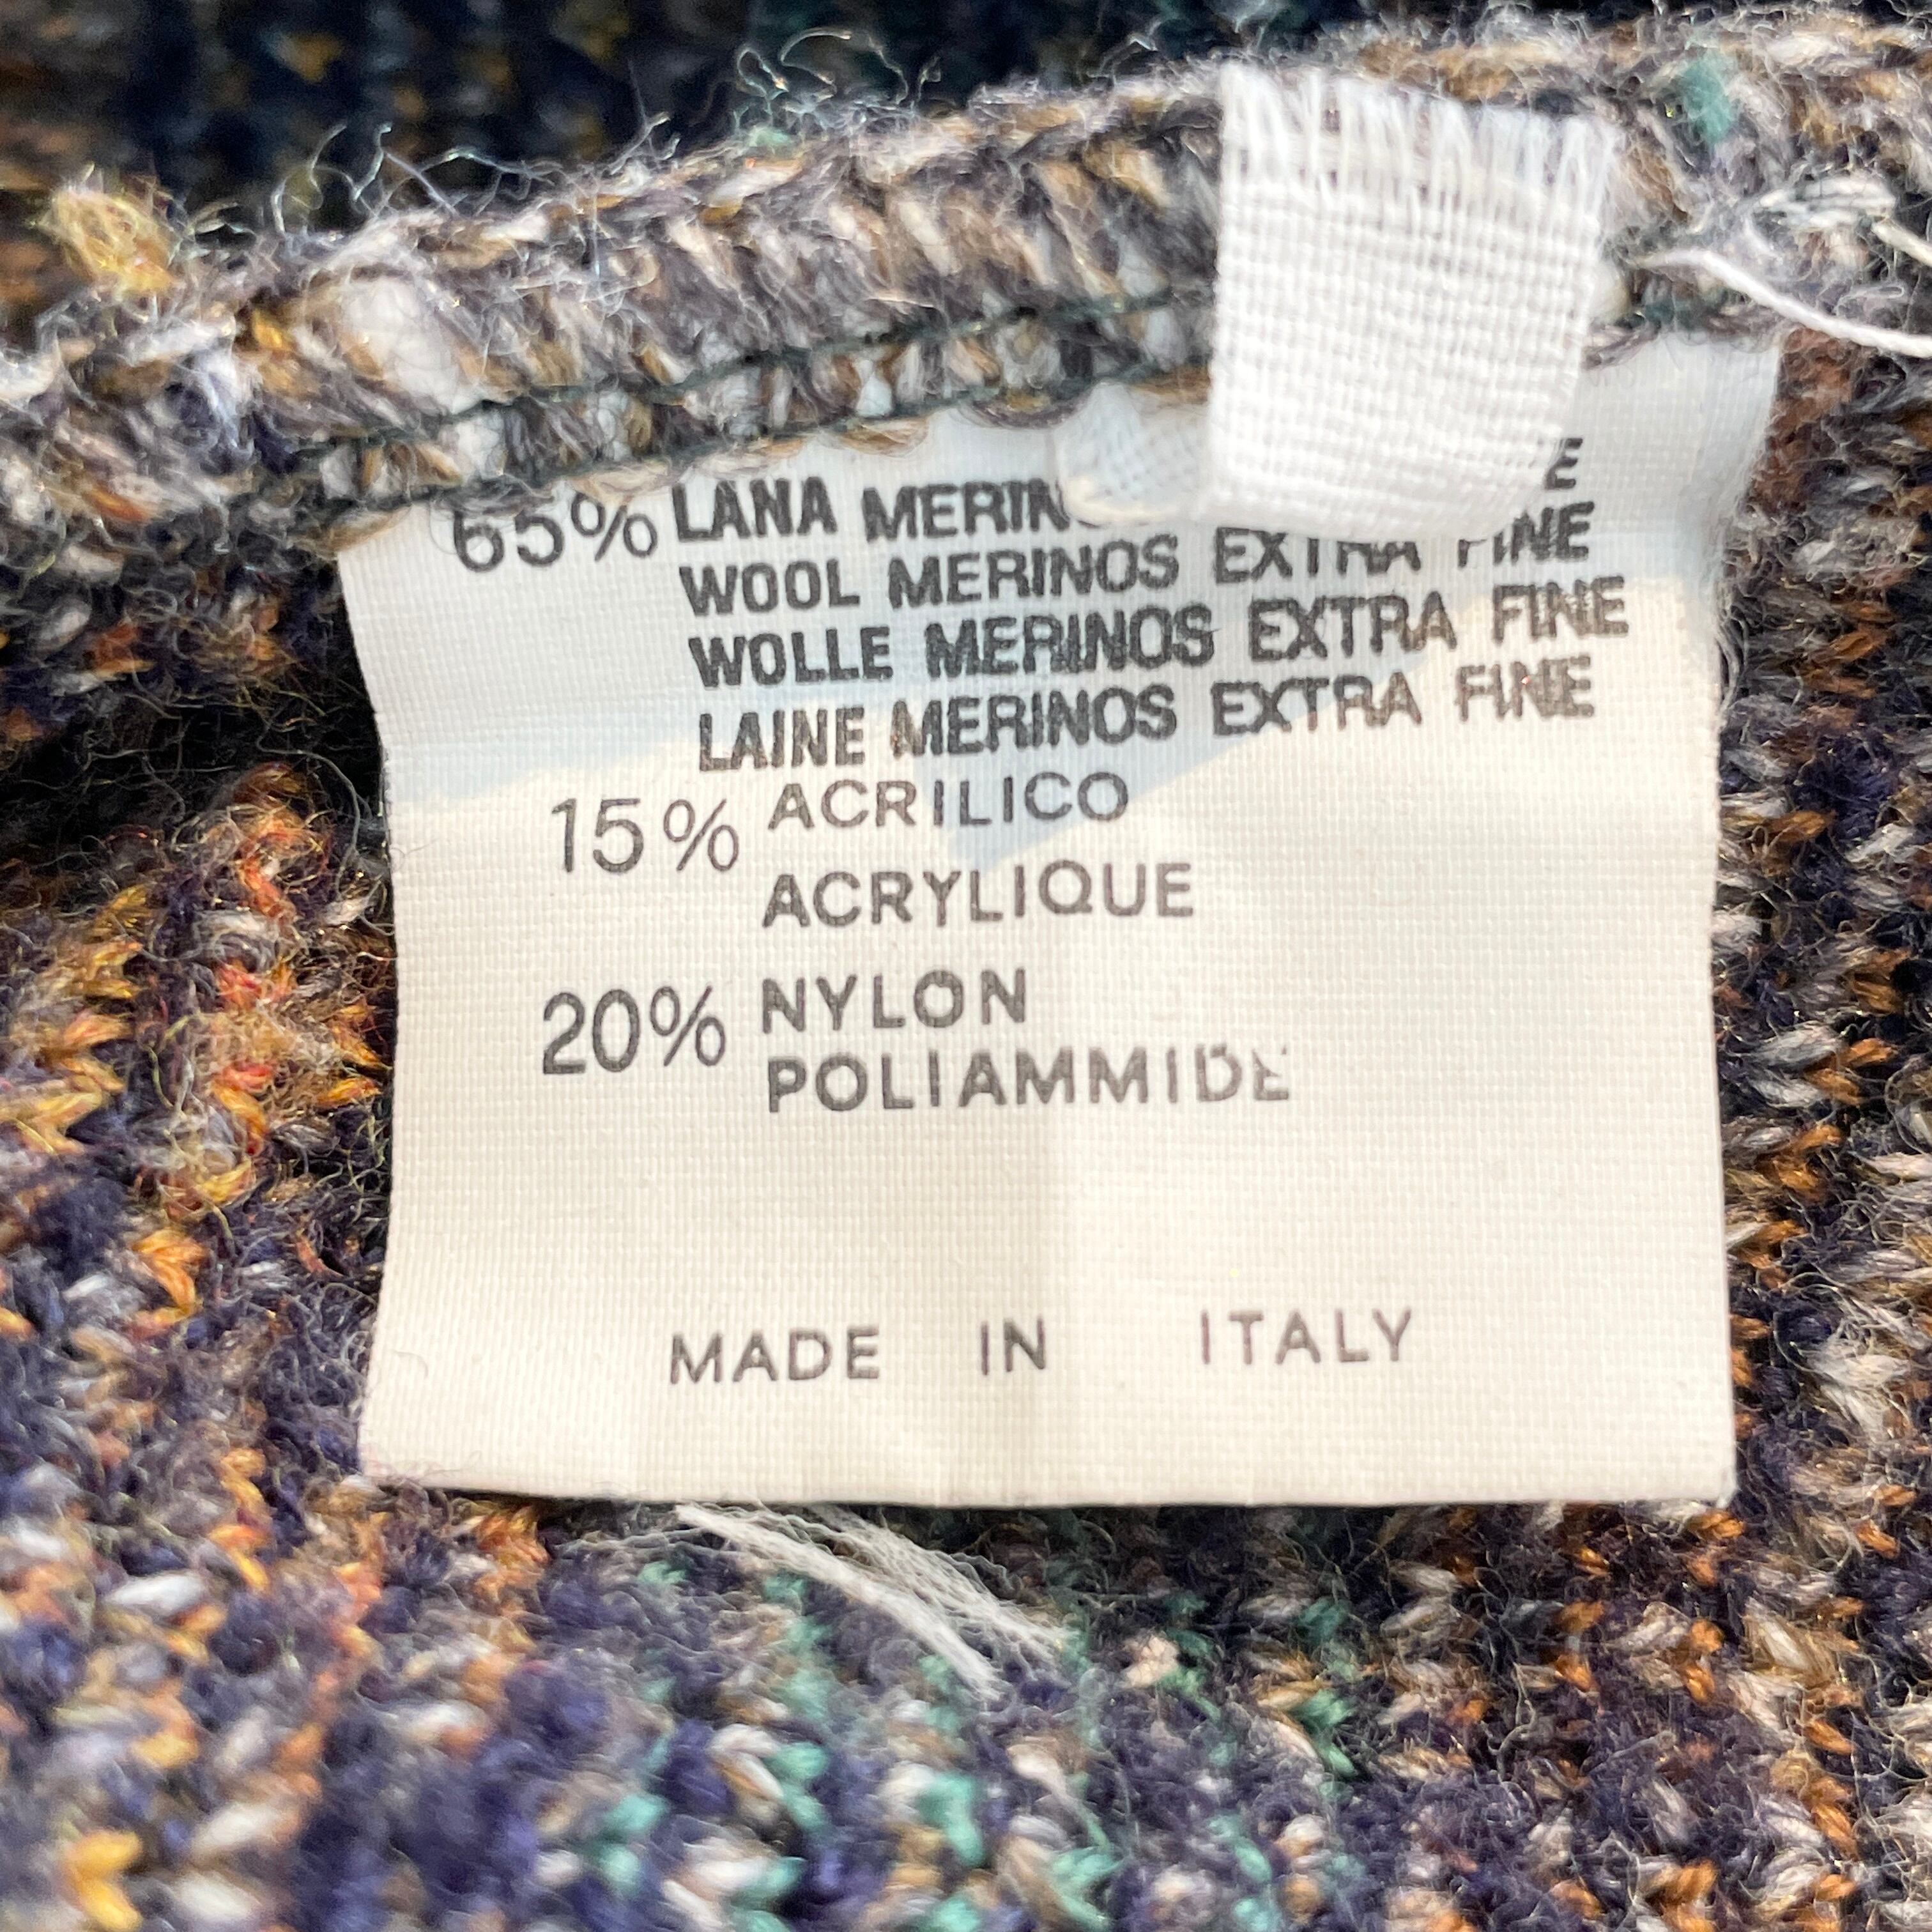 65% LANA
WOOL MERINOS EXTRA FINE
WOLLE MERINOS EXTRA FINE
LAINE MERINOS EXTRA FINE
15% ACRILICO
ACRYLIQUE
20% NYLON
POLIAMMIDE
MADE IN ITALY